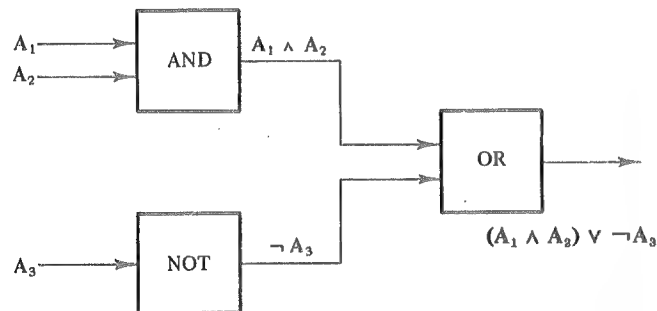 A₁
A₂
AND
A₁ ∧ A₂
OR
(A₁ ∧ A₂) ∨ ¬A₃
A₃
NOT
¬ A₃